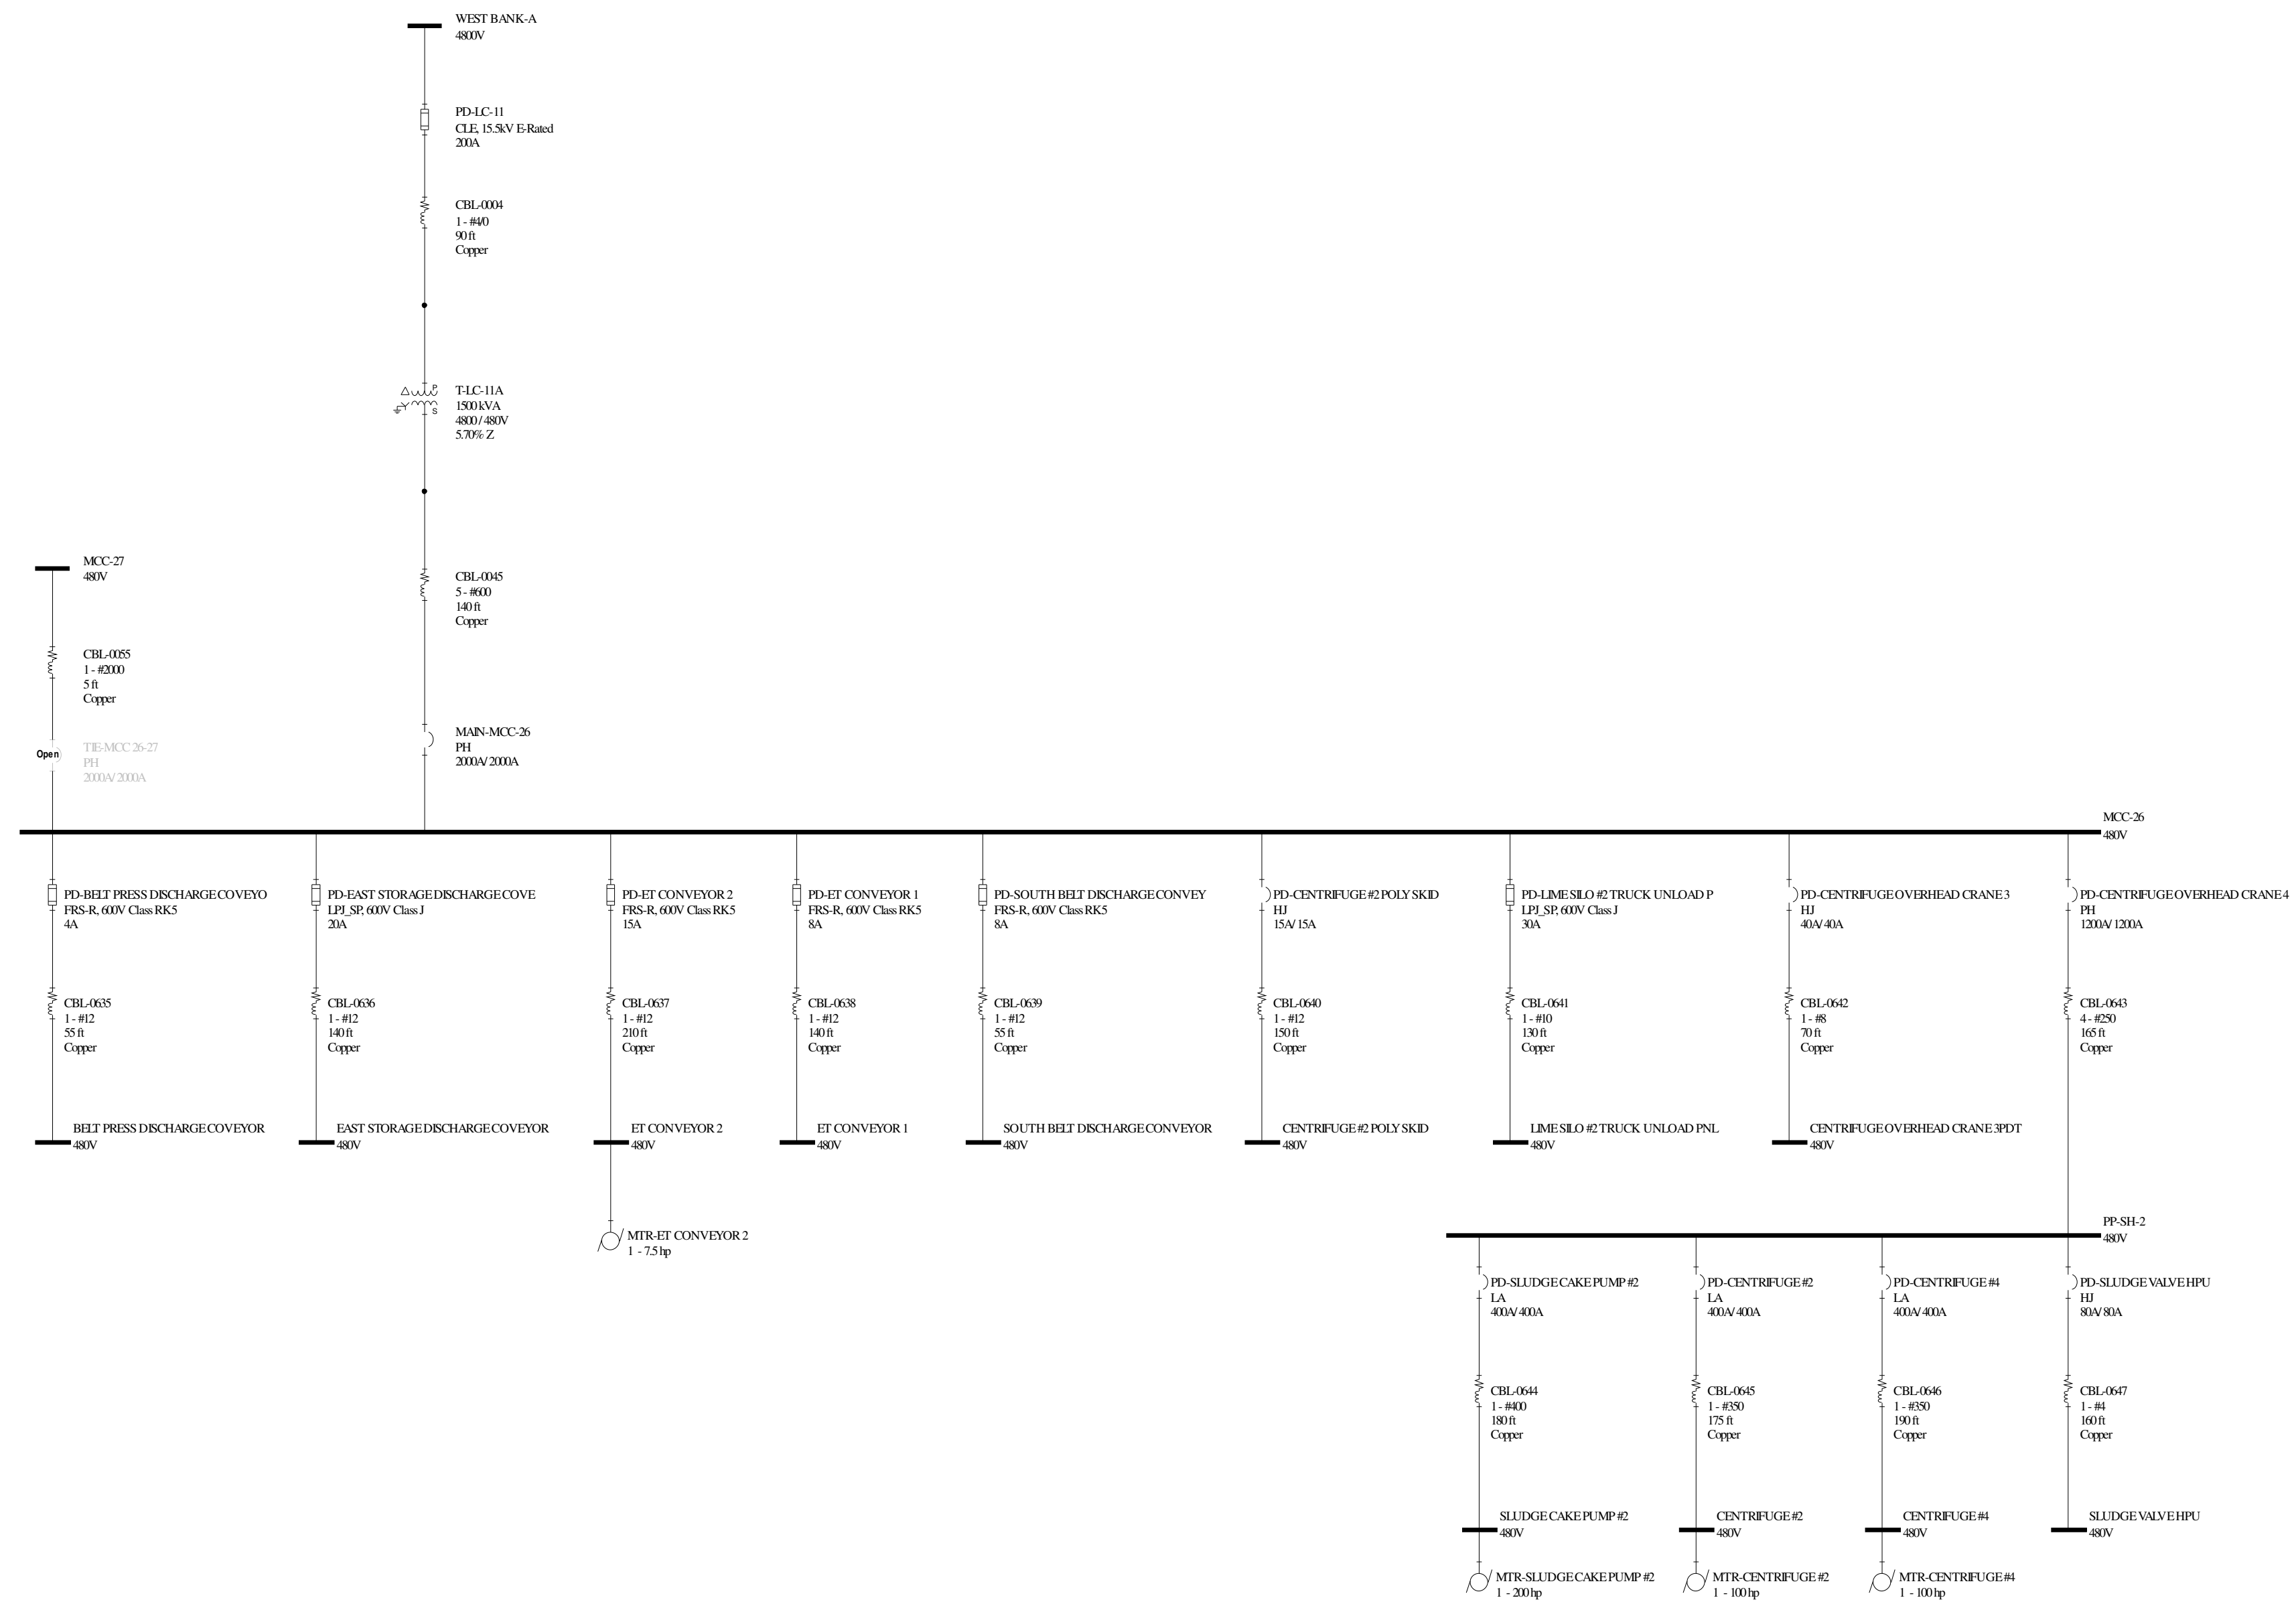 WEST BANK-A
4800V
PD-LC-11
CLE, 15.5kV E-Rated
200A
CBL-0004
1 - #4/0
90 ft
Copper
P
S
T-LC-11A
1500 kVA
4800 / 480V
5.70% Z
MCC-27
480V
CBL-0045
5 - #600
140 ft
Copper
CBL-0055
1 - #2000
5 ft
Copper
Open
TIE-MCC 26-27
PH
2000A/ 2000A
MAIN-MCC-26
PH
2000A/ 2000A
MCC-26
480V
PD-BELT PRESS DISCHARGE COVEYO
FRS-R, 600V Class RK5
4A
PD-EAST STORAGE DISCHARGE COVE
LPJ_SP, 600V Class J
20A
PD-ET CONVEYOR 2
FRS-R, 600V Class RK5
15A
PD-ET CONVEYOR 1
FRS-R, 600V Class RK5
8A
PD-SOUTH BELT DISCHARGE CONVEY
FRS-R, 600V Class RK5
8A
PD-CENTRIFUGE #2 POLY SKID
HJ
15A/ 15A
PD-LIME SILO #2 TRUCK UNLOAD P
LPJ_SP, 600V Class J
30A
PD-CENTRIFUGE OVERHEAD CRANE 3
HJ
40A/ 40A
PD-CENTRIFUGE OVERHEAD CRANE 4
PH
1200A/ 1200A
CBL-0635
1 - #12
55 ft
Copper
CBL-0636
1 - #12
140 ft
Copper
CBL-0637
1 - #12
210 ft
Copper
CBL-0638
1 - #12
140 ft
Copper
CBL-0639
1 - #12
55 ft
Copper
CBL-0640
1 - #12
150 ft
Copper
CBL-0641
1 - #10
130 ft
Copper
CBL-0642
1 - #8
70 ft
Copper
CBL-0643
4 - #250
165 ft
Copper
BELT PRESS DISCHARGE COVEYOR
480V
EAST STORAGE DISCHARGE COVEYOR
480V
ET CONVEYOR 2
480V
ET CONVEYOR 1
480V
SOUTH BELT DISCHARGE CONVEYOR
480V
CENTRIFUGE #2 POLY SKID
480V
LIME SILO #2 TRUCK UNLOAD PNL
480V
CENTRIFUGE OVERHEAD CRANE 3PDT
480V
MTR-ET CONVEYOR 2
1 - 7.5 hp
PP-SH-2
480V
PD-SLUDGE CAKE PUMP #2
LA
400A/ 400A
PD-CENTRIFUGE #2
LA
400A/ 400A
PD-CENTRIFUGE #4
LA
400A/ 400A
PD-SLUDGE VALVE HPU
HJ
80A/ 80A
CBL-0644
1 - #400
180 ft
Copper
CBL-0645
1 - #350
175 ft
Copper
CBL-0646
1 - #350
190 ft
Copper
CBL-0647
1 - #4
160 ft
Copper
SLUDGE CAKE PUMP #2
480V
CENTRIFUGE #2
480V
CENTRIFUGE #4
480V
SLUDGE VALVE HPU
480V
MTR-SLUDGE CAKE PUMP #2
1 - 200 hp
MTR-CENTRIFUGE #2
1 - 100 hp
MTR-CENTRIFUGE #4
1 - 100 hp